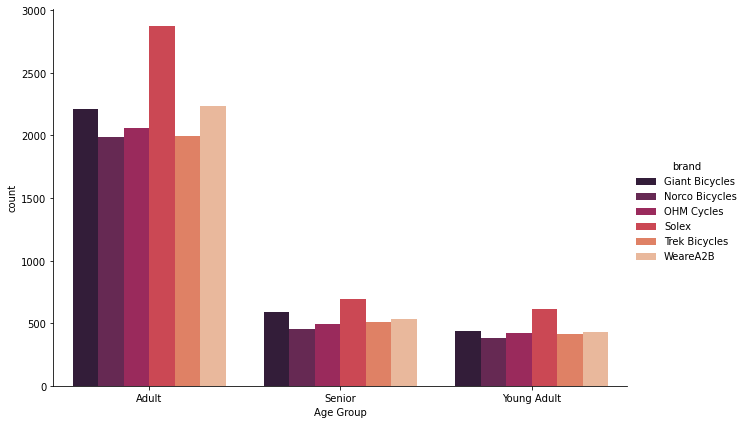 3000
2500
2000
1500
1000
500
0
count
Adult
Senior
Young Adult
Age Group
brand
Giant Bicycles
Norco Bicycles
OHM Cycles
Solex
Trek Bicycles
WeareA2B